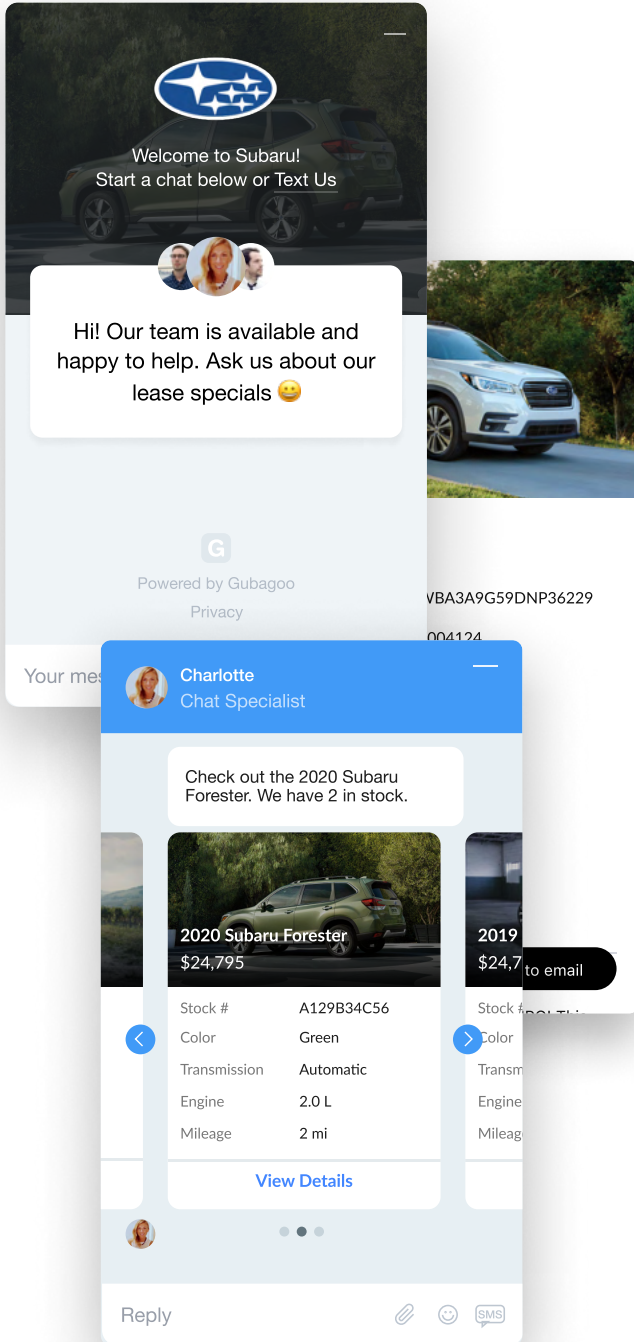 Welcome to Subaru!
Start a chat below or Text Us
Hi! Our team is available and
happy to help. Ask us about our
lease specials 😀
G
Powered by Gubagoo
Privacy
Your
WBA3A9G59DNP36229
004124
to email
Charlotte
Chat Specialist
Check out the 2020 Subaru
Forester. We have 2 in stock.
2020 Subaru Forester
$24,795
Stock # A129B34C56
Color Green
Transmission Automatic
Engine 2.0 L
Mileage 2 mi
View Details
2019
$24,7
Stock #
Color
Transm
Engine
Mileag
Reply
SMS